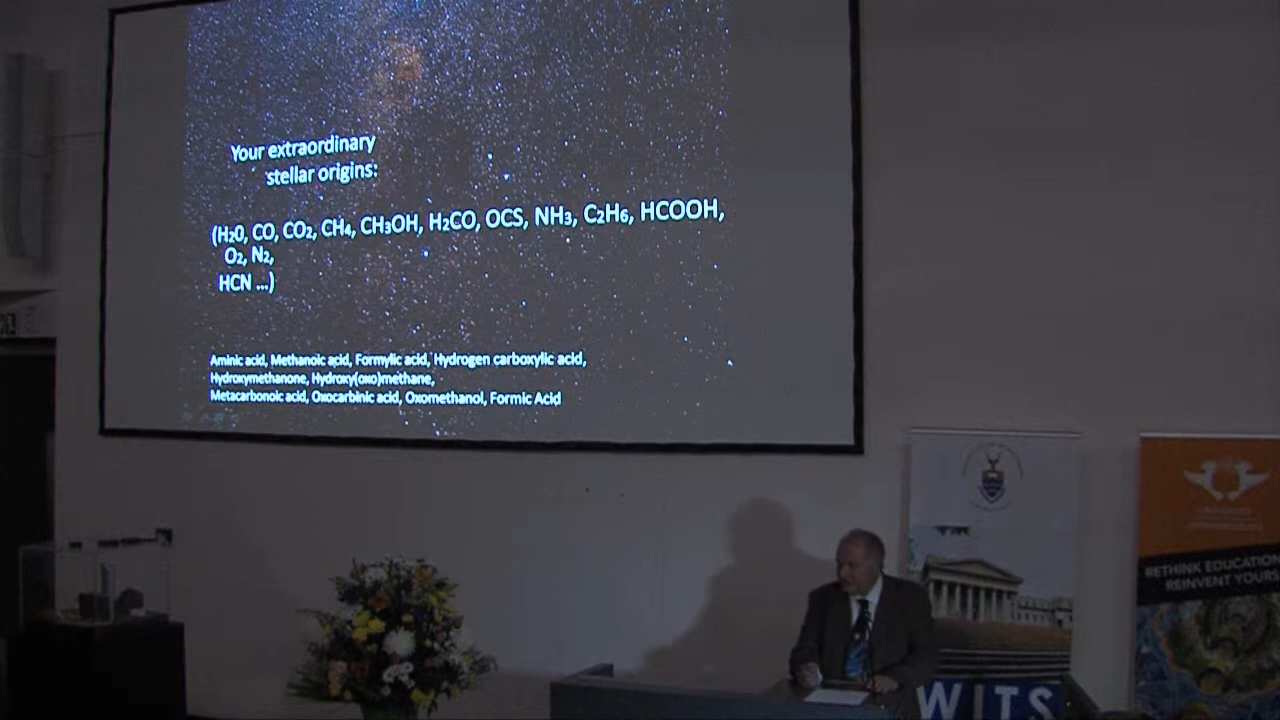 Your extraordinary
stellar origins:
(H₂0, CO, CO₂, CH₄, CH₃OH, H₂CO, OCS, NH₃, C₂H₆, HCOOH,
O₂, N₂,
HCN ...)
Aminic acid, Methanoic acid, Formylic acid, Hydrogen carboxylic acid,
Hydroxymethanone, Hydroxy(oxo)methane,
Metacarbonoic acid, Oxocarbinic acid, Oxomethanol, Formic Acid
RETHINK EDUCATION
REINVENT YOURS
WITS